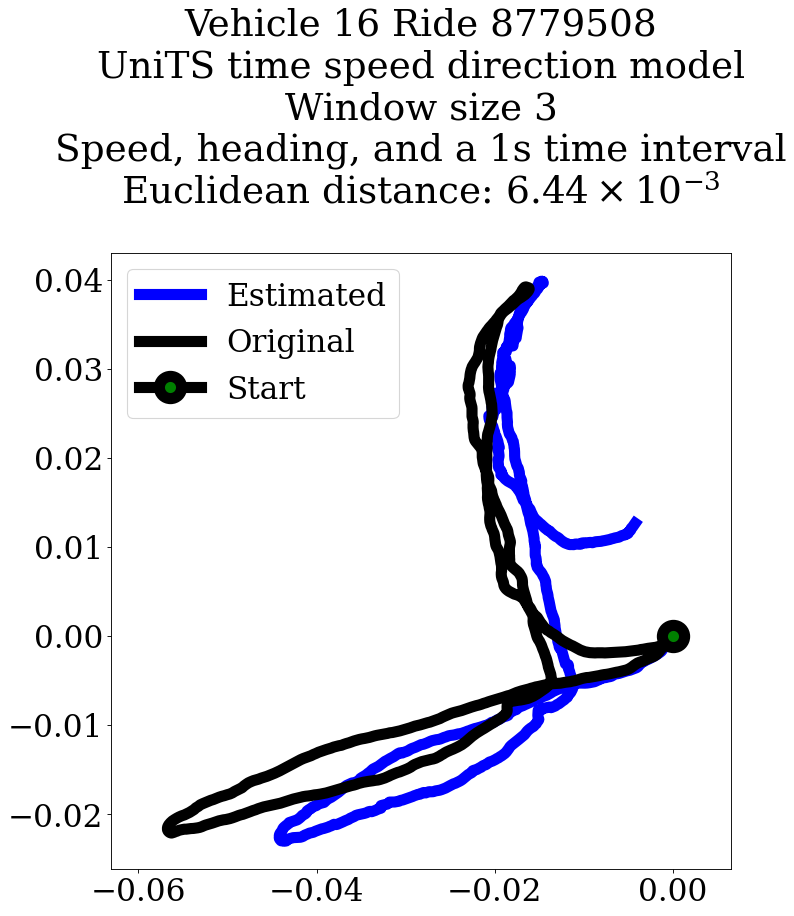 Vehicle 16 Ride 8779508
UniTS time speed direction model
Window size 3
Speed, heading, and a 1s time interval
Euclidean distance: 6.44 × 10⁻³
0.04
Estimated
Original
0.03
Start
0.02
0.01
0.00
−0.01
−0.02
−0.06 −0.04 −0.02 0.00